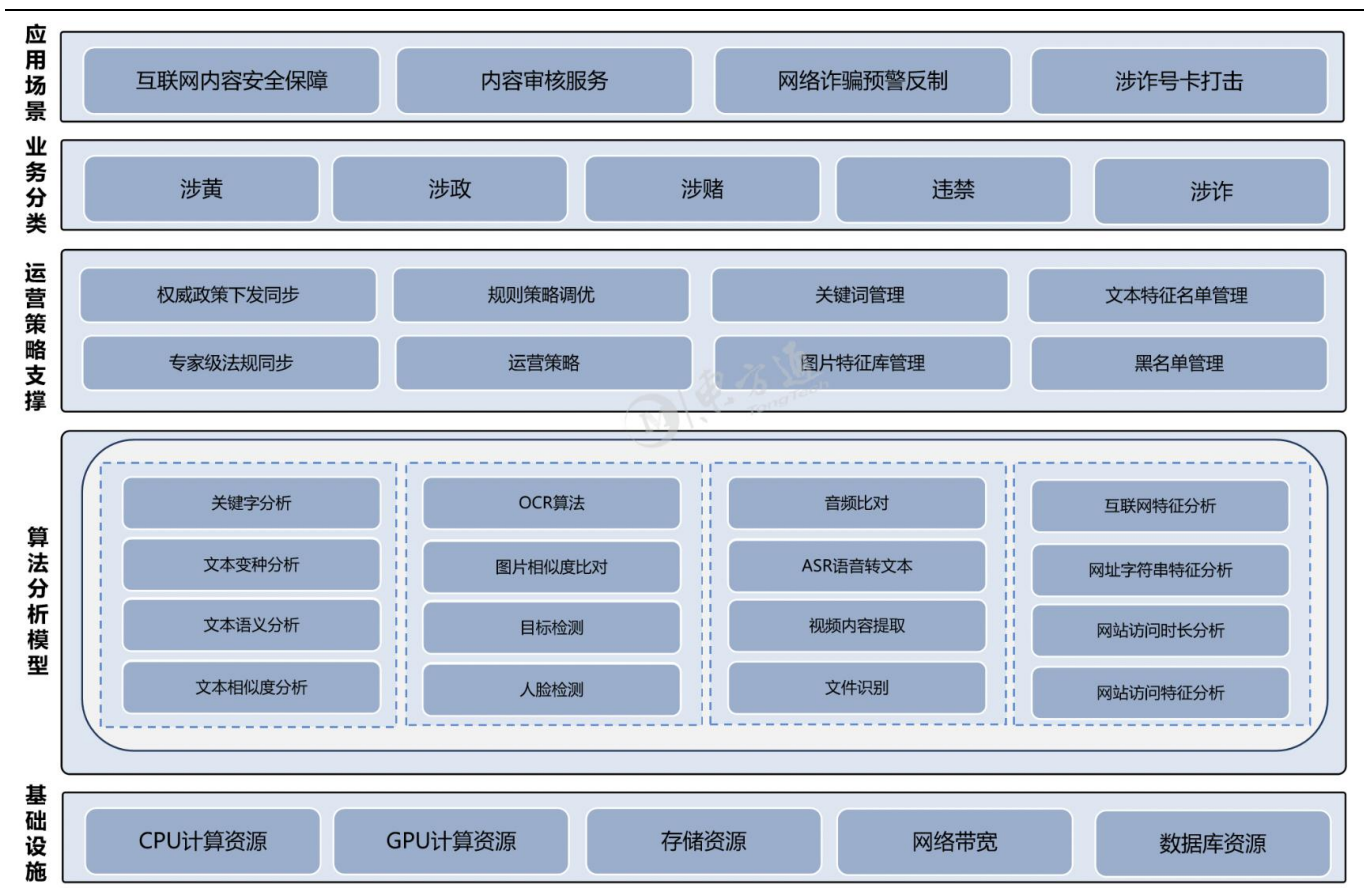 应用场景
互联网内容安全保障
内容审核服务
网络诈骗预警反制
涉诈号卡打击
业务分类
涉黄
涉政
涉赌
违禁
涉诈
运营策略支撑
权威政策下发同步
规则策略调优
关键词管理
文本特征名单管理
专家级法规同步
运营策略
图片特征库管理
黑名单管理
东方通
TongTech
算法分析模型
关键字分析
文本变种分析
文本语义分析
文本相似度分析
OCR算法
图片相似度比对
目标检测
人脸检测
音频比对
ASR语音转文本
视频内容提取
文件识别
互联网特征分析
网址字符串特征分析
网站访问时长分析
网站访问特征分析
基础设施
CPU计算资源
GPU计算资源
存储资源
网络带宽
数据库资源